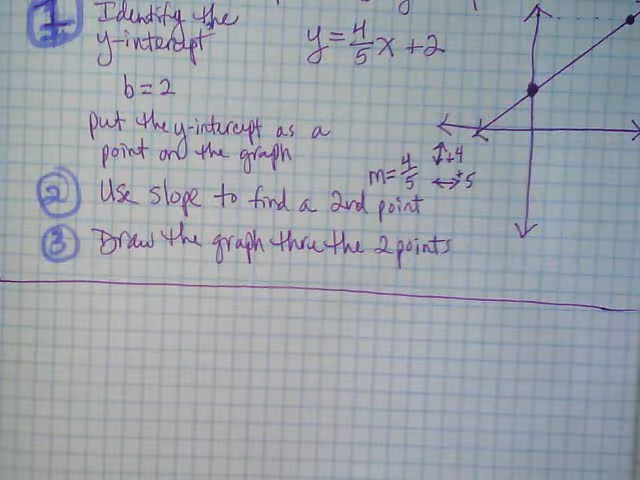 1 Identify the
y-intercept
y=4/5x+2
b=2
put the y-intercept as a
point on the graph
m=4/5 ↕+4 ↔+5
2 Use slope to find a 2nd point
3 Draw the graph thru the 2 points